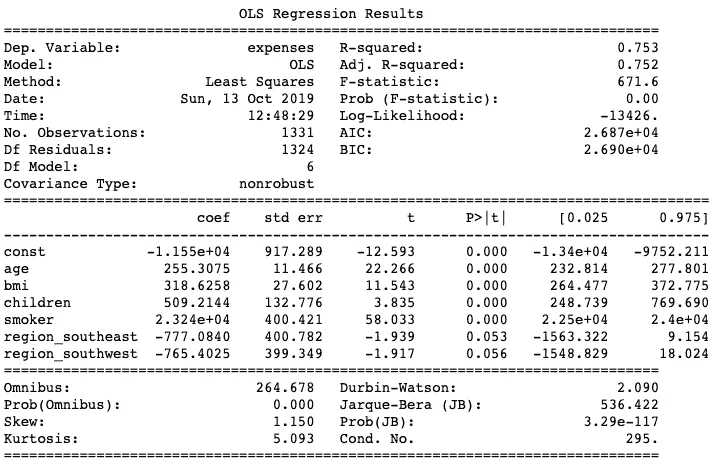 OLS Regression Results
==============================================================================
Dep. Variable:               expenses   R-squared:                       0.753
Model:                            OLS   Adj. R-squared:                  0.752
Method:                 Least Squares   F-statistic:                     671.6
Date:                Sun, 13 Oct 2019   Prob (F-statistic):               0.00
Time:                        12:48:29   Log-Likelihood:                -13426.
No. Observations:                1331   AIC:                         2.687e+04
Df Residuals:                    1324   BIC:                         2.690e+04
Df Model:                           6
Covariance Type:            nonrobust
====================================================================================
                       coef    std err          t      P>|t|      [0.025      0.975]
------------------------------------------------------------------------------------
const            -1.155e+04    917.289    -12.593      0.000   -1.34e+04   -9752.211
age                255.3075     11.466     22.266      0.000     232.814     277.801
bmi                318.6258     27.602     11.543      0.000     264.477     372.775
children           509.2144    132.776      3.835      0.000     248.739     769.690
smoker            2.324e+04    400.421     58.033      0.000    2.25e+04     2.4e+04
region_southeast  -777.0840    400.782     -1.939      0.053   -1563.322       9.154
region_southwest  -765.4025    399.349     -1.917      0.056   -1548.829      18.024
==============================================================================
Omnibus:                      264.678   Durbin-Watson:                   2.090
Prob(Omnibus):                  0.000   Jarque-Bera (JB):              536.422
Skew:                           1.150   Prob(JB):                    3.29e-117
Kurtosis:                       5.093   Cond. No.                         295.
==============================================================================